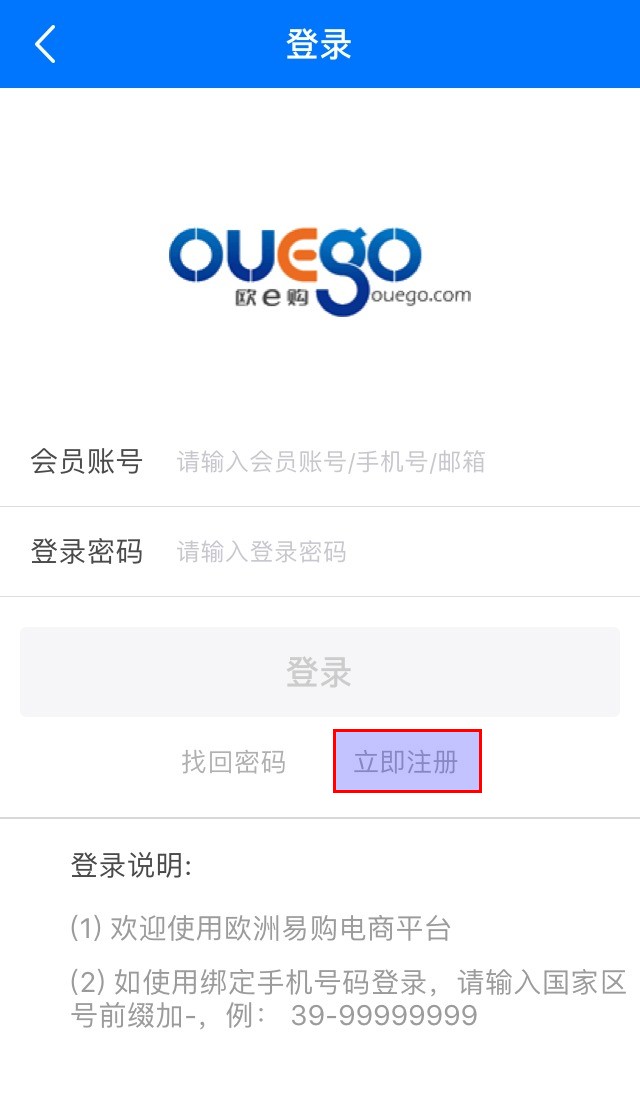 登录
ouego
欧e购 ouego.com
会员账号 请输入会员账号/手机号/邮箱
登录密码 请输入登录密码
登录
找回密码 立即注册
登录说明:
(1) 欢迎使用欧洲易购电商平台
(2) 如使用绑定手机号码登录，请输入国家区
号前缀加-，例： 39-99999999